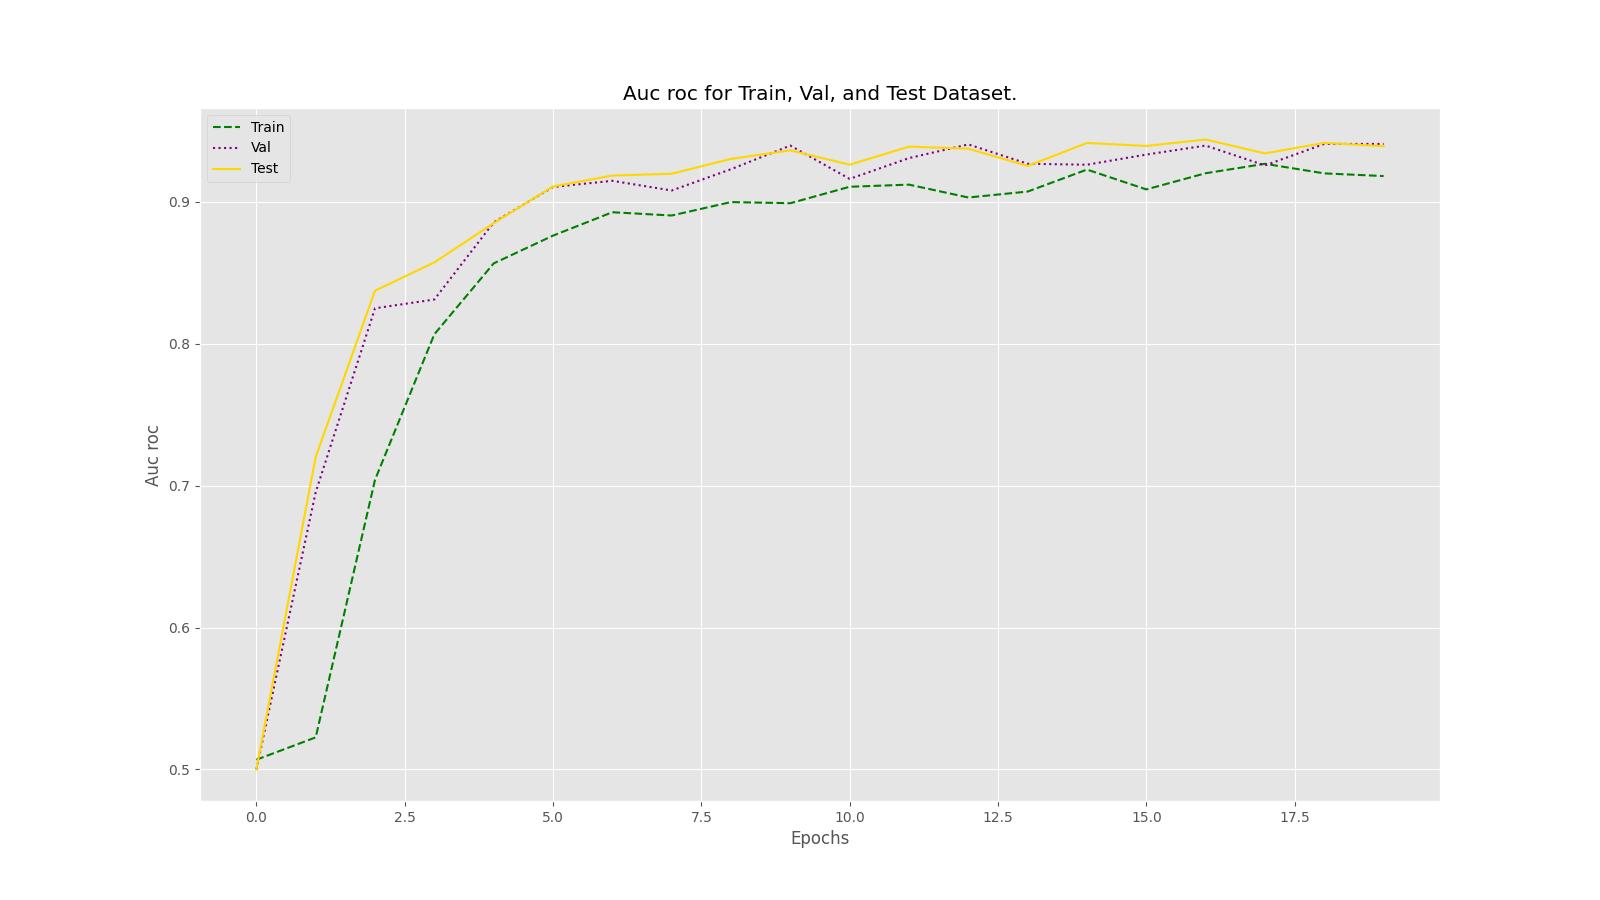 Auc roc for Train, Val, and Test Dataset.
Train
Val
Test
0.9
0.8
0.7
0.6
0.5
Auc roc
0.0 2.5 5.0 7.5 10.0 12.5 15.0 17.5
Epochs